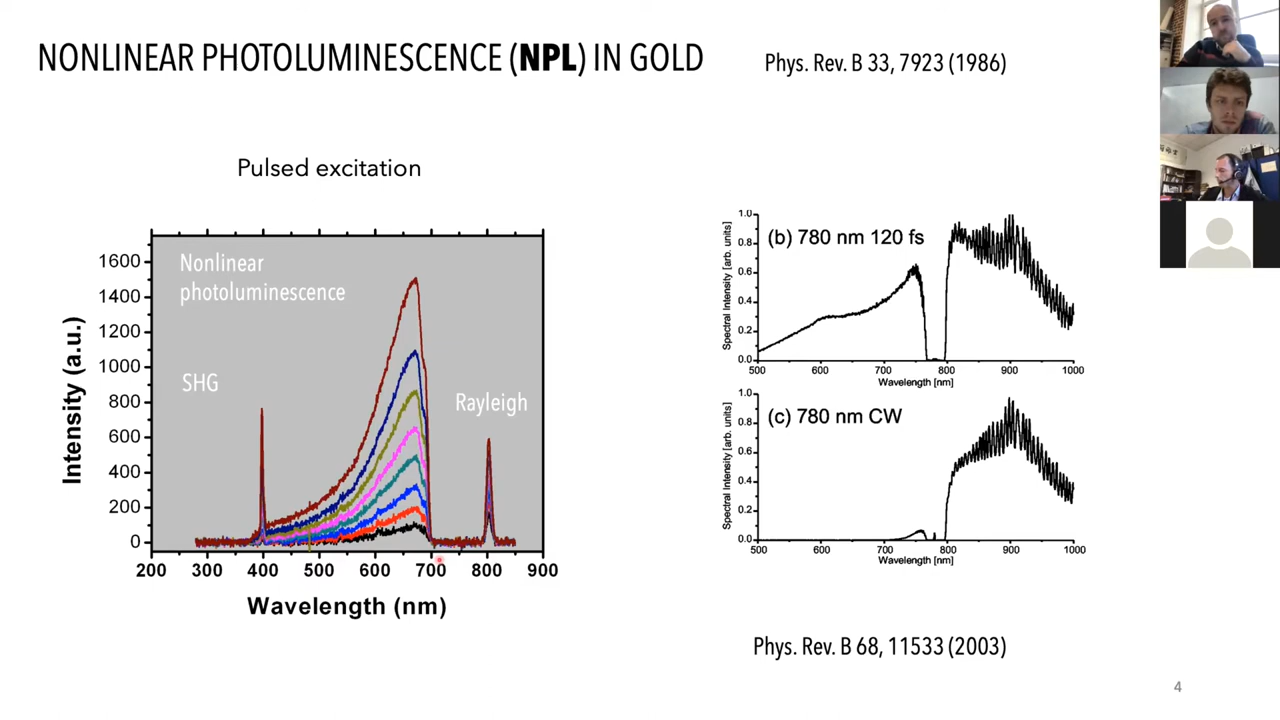 NONLINEAR PHOTOLUMINESCENCE (NPL) IN GOLD
Phys. Rev. B 33, 7923 (1986)
Pulsed excitation
Intensity (a.u.)
1600
1400
1200
1000
800
600
400
200
0
Nonlinear
photoluminescence
SHG
Rayleigh
200 300 400 500 600 700 800 900
Wavelength (nm)
Spectral Intensity [arb. units]
1.0
0.8
0.6
0.4
0.2
0.0
(b) 780 nm 120 fs
500 600 700 800 900 1000
Wavelength [nm]
Spectral Intensity [arb. units]
1.0
0.8
0.6
0.4
0.2
0.0
(c) 780 nm CW
500 600 700 800 900 1000
Wavelength [nm]
Phys. Rev. B 68, 11533 (2003)
4